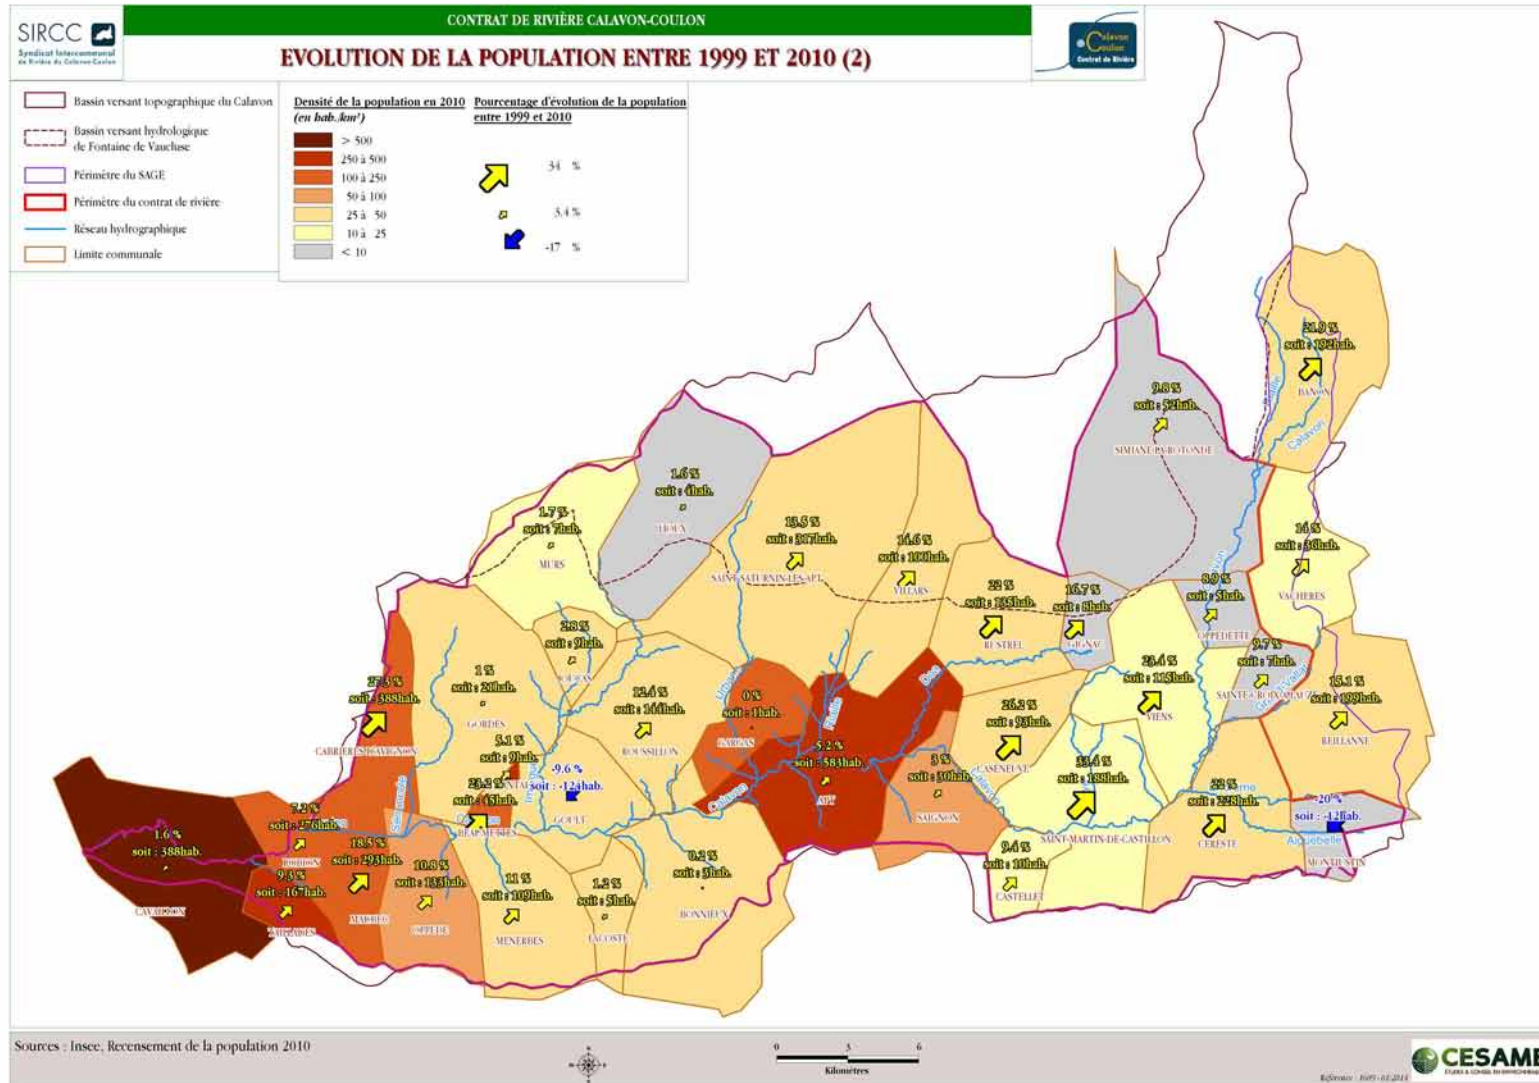 SIRCC
Syndicat Intercommunal
de Rivière du Calavon-Coulon
CONTRAT DE RIVIÈRE CALAVON-COULON
EVOLUTION DE LA POPULATION ENTRE 1999 ET 2010 (2)
Calavon
Coulon
Contrat de Rivière
Bassin versant topographique du Calavon
Bassin versant hydrologique
de Fontaine de Vaucluse
Périmètre du SAGE
Périmètre du contrat de rivière
Réseau hydrographique
Limite communale
Densité de la population en 2010
(en hab./km²)
> 500
250 à 500
100 à 250
50 à 100
25 à 50
10 à 25
< 10
Pourcentage d'évolution de la population
entre 1999 et 2010
34 %
3.4 %
-17 %
21.9 %
soit : 192hab.
BANON
Calavon
9.8 %
soit : 52hab.
SIMIANE-LA-ROTONDE
1.6 %
soit : 4hab.
LIOUX
1.7 %
soit : 7hab.
MURS
13.5 %
soit : 317hab.
SAINT-SATURNIN-LES-APT
14.6 %
soit : 100hab.
VILLARS
22 %
soit : 135hab.
RUSTREL
16.7 %
soit : 8hab.
GIGNAC
8.9 %
soit : 5hab.
OPPEDETTE
14 %
soit : 36hab.
VACHERES
2.8 %
soit : 9hab.
JOUCAS
9.7 %
soit : 7hab.
SAINTE-CROIX-A-LAUZE
15.1 %
soit : 199hab.
REILLANNE
23.4 %
soit : 115hab.
VIENS
27.3 %
soit : 388hab.
CABRIERES-D'AVIGNON
1 %
soit : 20hab.
GORDES
12.4 %
soit : 144hab.
ROUSSILLON
0 %
soit : 1hab.
GARGAS
Doa
5.2 %
soit : 583hab.
APT
26.2 %
soit : 93hab.
CASENEUVE
5.1 %
soit : 9hab.
-9.6 %
soit : -124hab.
GOULT
23.2 %
soit : 45hab.
BEAUMETTES
Calavon
3 %
soit : 30hab.
SAIGNON
Calavon
33.4 %
soit : 188hab.
SAINT-MARTIN-DE-CASTILLON
22 %
soit : 228hab.
CERESTE
-20 %
soit : -12hab.
Aiguebelle
MONTJUSTIN
7.2 %
soit : 276hab.
ROBION
1.6 %
soit : 388hab.
CAVAILLON
18.5 %
soit : 293hab.
MAUBEC
9.3 %
soit : 167hab.
TAILLADES
10.8 %
soit : 133hab.
OPPEDE
11 %
soit : 109hab.
MENERBES
1.2 %
soit : 5hab.
LACOSTE
0.2 %
soit : 3hab.
BONNIEUX
9.4 %
soit : 10hab.
CASTELLET
Sources : Insee, Recensement de la population 2010
0 3 6
Kilomètres
CESAME